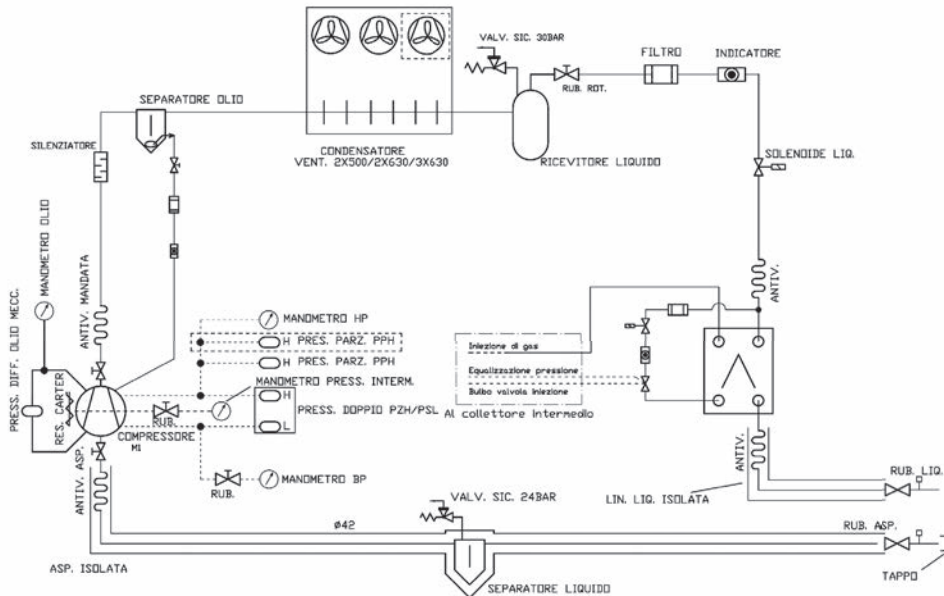 VALV. SIC. 30BAR
FILTRO
INDICATORE
RUB. ROT.
SEPARATORE OLIO
SILENZIATORE
CONDENSATORE
VENT. 2X500/2X630/3X630
RICEVITORE LIQUIDO
SOLENOIDE LIQ.
MANOMETRO OLIO
ANTIV. MANDATA
ANTIV.
PRESS. DIFF. OLIO MECC.
MANOMETRO HP
H PRES. PARZ. PPH
H PRES. PARZ. PPH
MANOMETRO PRESS. INTERM.
H
PRESS. DOPPIO PZH/PSL
L
RES. CARTER
RUB.
COMPRESSORE
M1
Iniezione di gas
Equalizzazione pressione
Bulbo valvola iniezione
Al collettore Intermedio
ANTIV. ASP.
MANOMETRO BP
RUB.
ANTIV.
LIN. LIQ. ISOLATA
RUB. LIQ.
VALV. SIC. 24BAR
ø42
RUB. ASP.
ASP. ISOLATA
SEPARATORE LIQUIDO
TAPPO